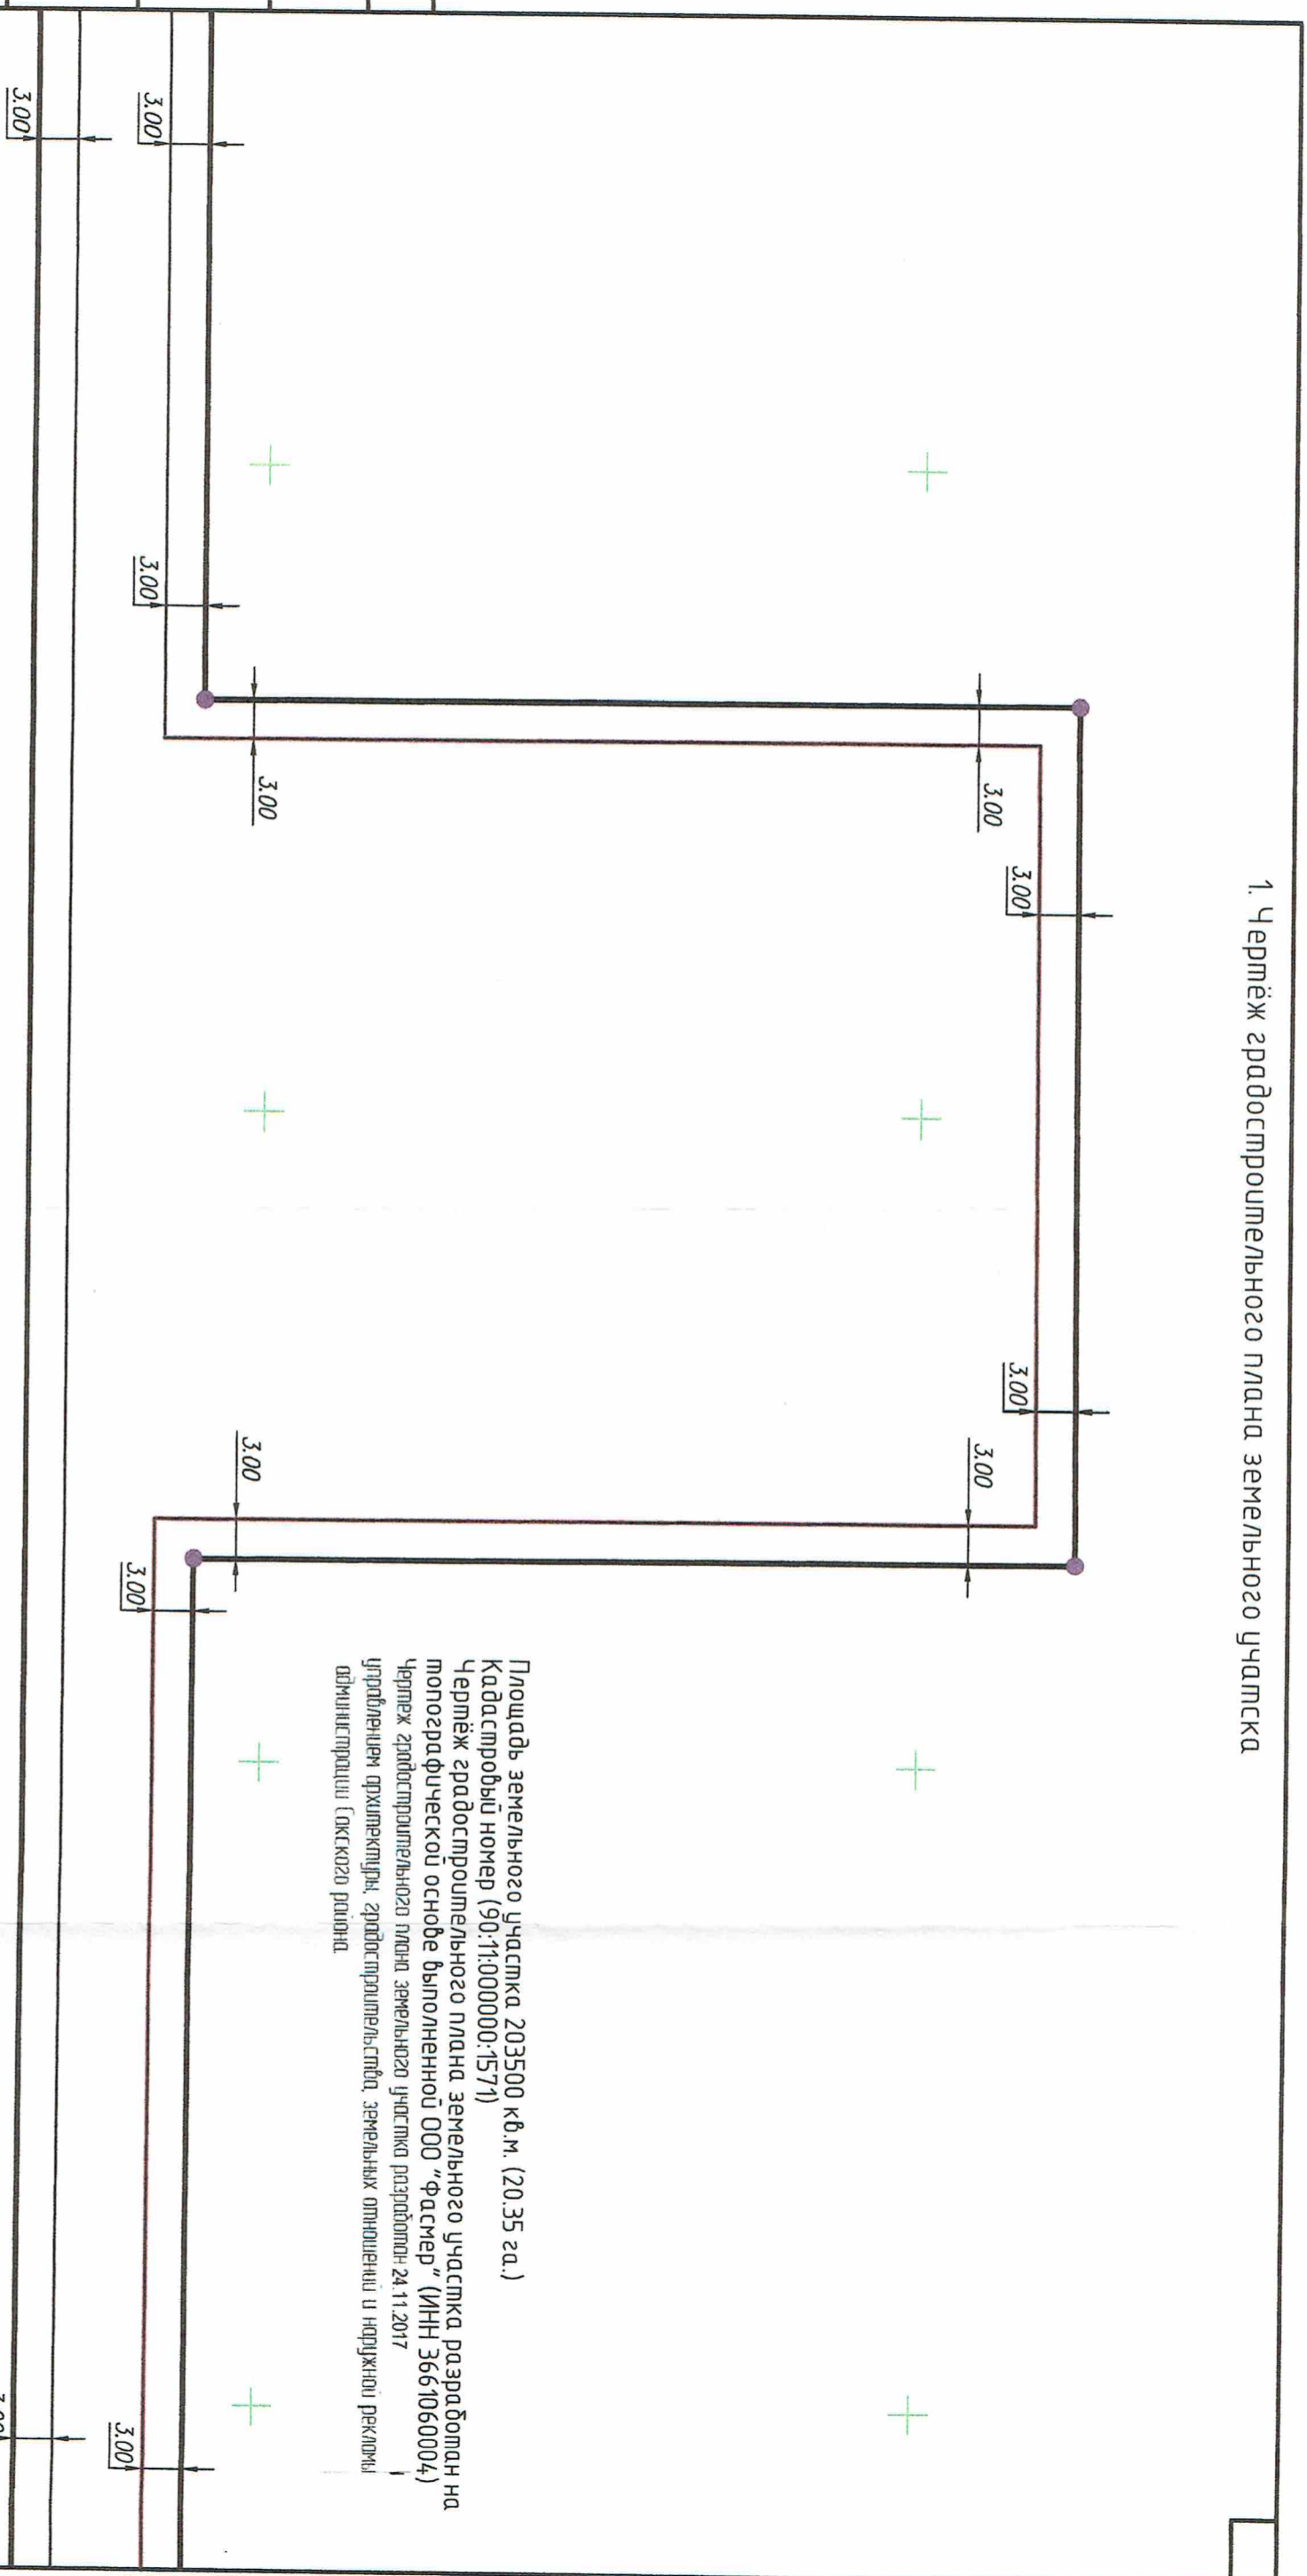 1. Чертёж градостроительного плана земельного учатска
3.00
3.00
3.00
3.00
3.00
3.00
3.00
3.00
3.00
3.00
3.00
3.00
Площадь земельного участка 203500 кв.м. (20.35 га.)
Кадастровый номер (90:11:000000:1571)
Чертёж градостроительного плана земельного участка разработан на
топографической основе выполненной ООО "Фасмер" (ИНН 3661060004)
Чертеж градостроительного плана земельного участка разработан 24.11.2017
управлением архитектуры, градостроительства, земельных отношений и наружной рекламы
администрации Сакского района.